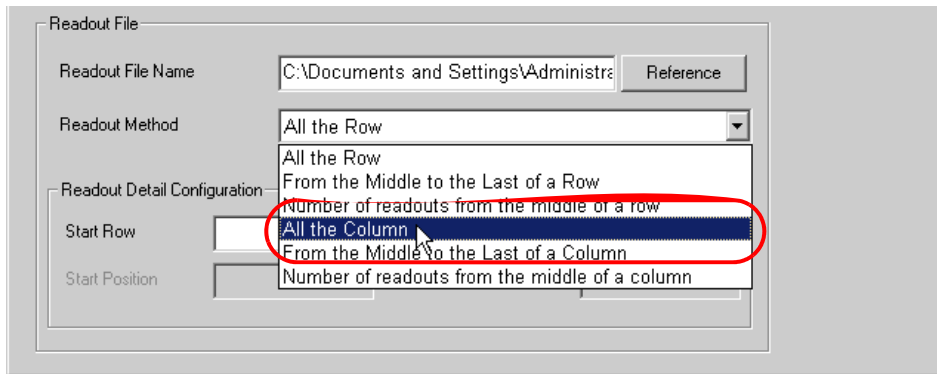 Readout File
Readout File Name C:\Documents and Settings\Administra Reference
Readout Method All the Row
All the Row
From the Middle to the Last of a Row
Readout Detail Configuration
Number of readouts from the middle of a row
Start Row All the Column
From the Middle to the Last of a Column
Start Position Number of readouts from the middle of a column